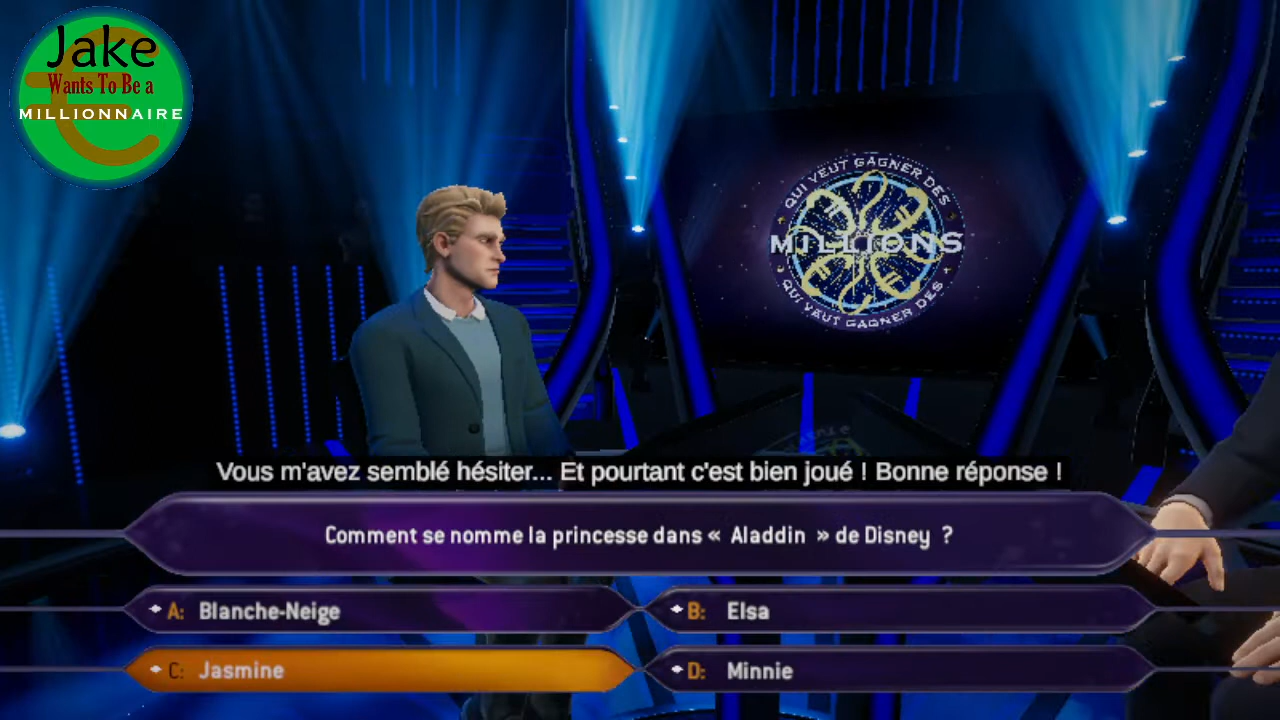 Jake
Wants To Be a
MILLIONNAIRE
QUI VEUT GAGNER DES
MILLIONS
QUI VEUT GAGNER DES
Vous m'avez semblé hésiter... Et pourtant c'est bien joué ! Bonne réponse !
Comment se nomme la princesse dans « Aladdin » de Disney ?
A: Blanche-Neige
B: Elsa
C: Jasmine
D: Minnie